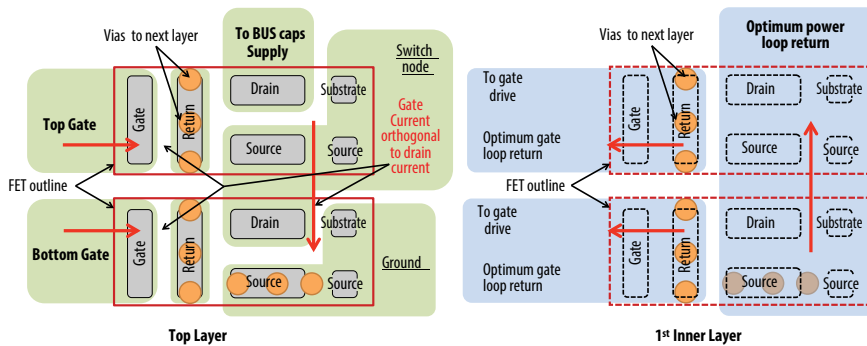 Vias to next layer
To BUS caps
Supply
Switch
node
Drain
Substrate
Top Gate
Gate
Return
Gate
Current
orthogonal
to drain
current
Source
Source
FET outline
Drain
Substrate
Bottom Gate
Gate
Return
Ground
Source
Source
Top Layer
Vias to next layer
Optimum power
loop return
To gate
drive
Gate
Return
Drain
Substrate
Optimum gate
loop return
Source
Source
FET outline
To gate
drive
Gate
Return
Drain
Substrate
Optimum gate
loop return
Source
Source
1st Inner Layer